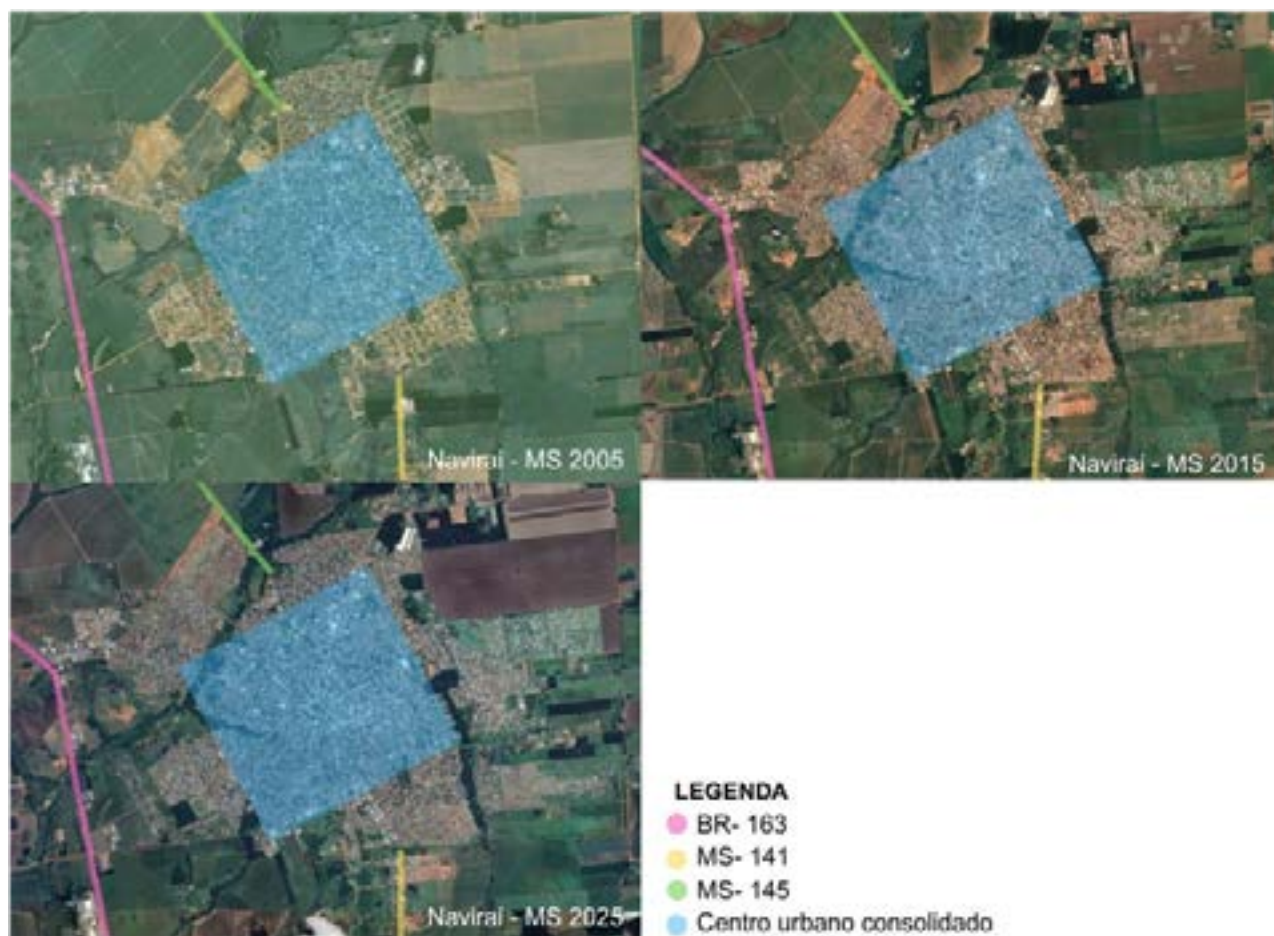 Naviraí - MS 2005
Naviraí - MS 2015
Naviraí - MS 2025
LEGENDA
BR- 163
MS- 141
MS- 145
Centro urbano consolidado